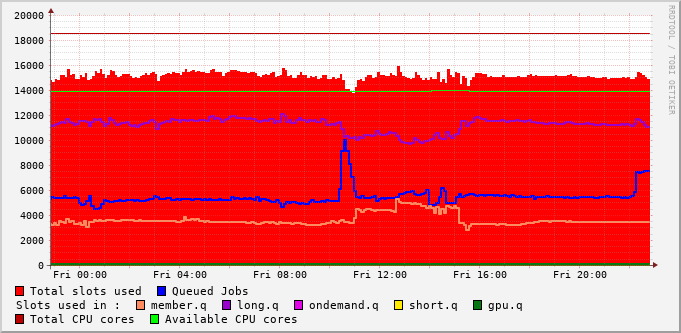 20000
18000
16000
14000
12000
10000
8000
6000
4000
2000
0
Fri 00:00 Fri 04:00 Fri 08:00 Fri 12:00 Fri 16:00 Fri 20:00
Total slots used Queued Jobs
Slots used in : member.q long.q ondemand.q short.q gpu.q
Total CPU cores Available CPU cores
RRDTOOL / TOBI OETIKER